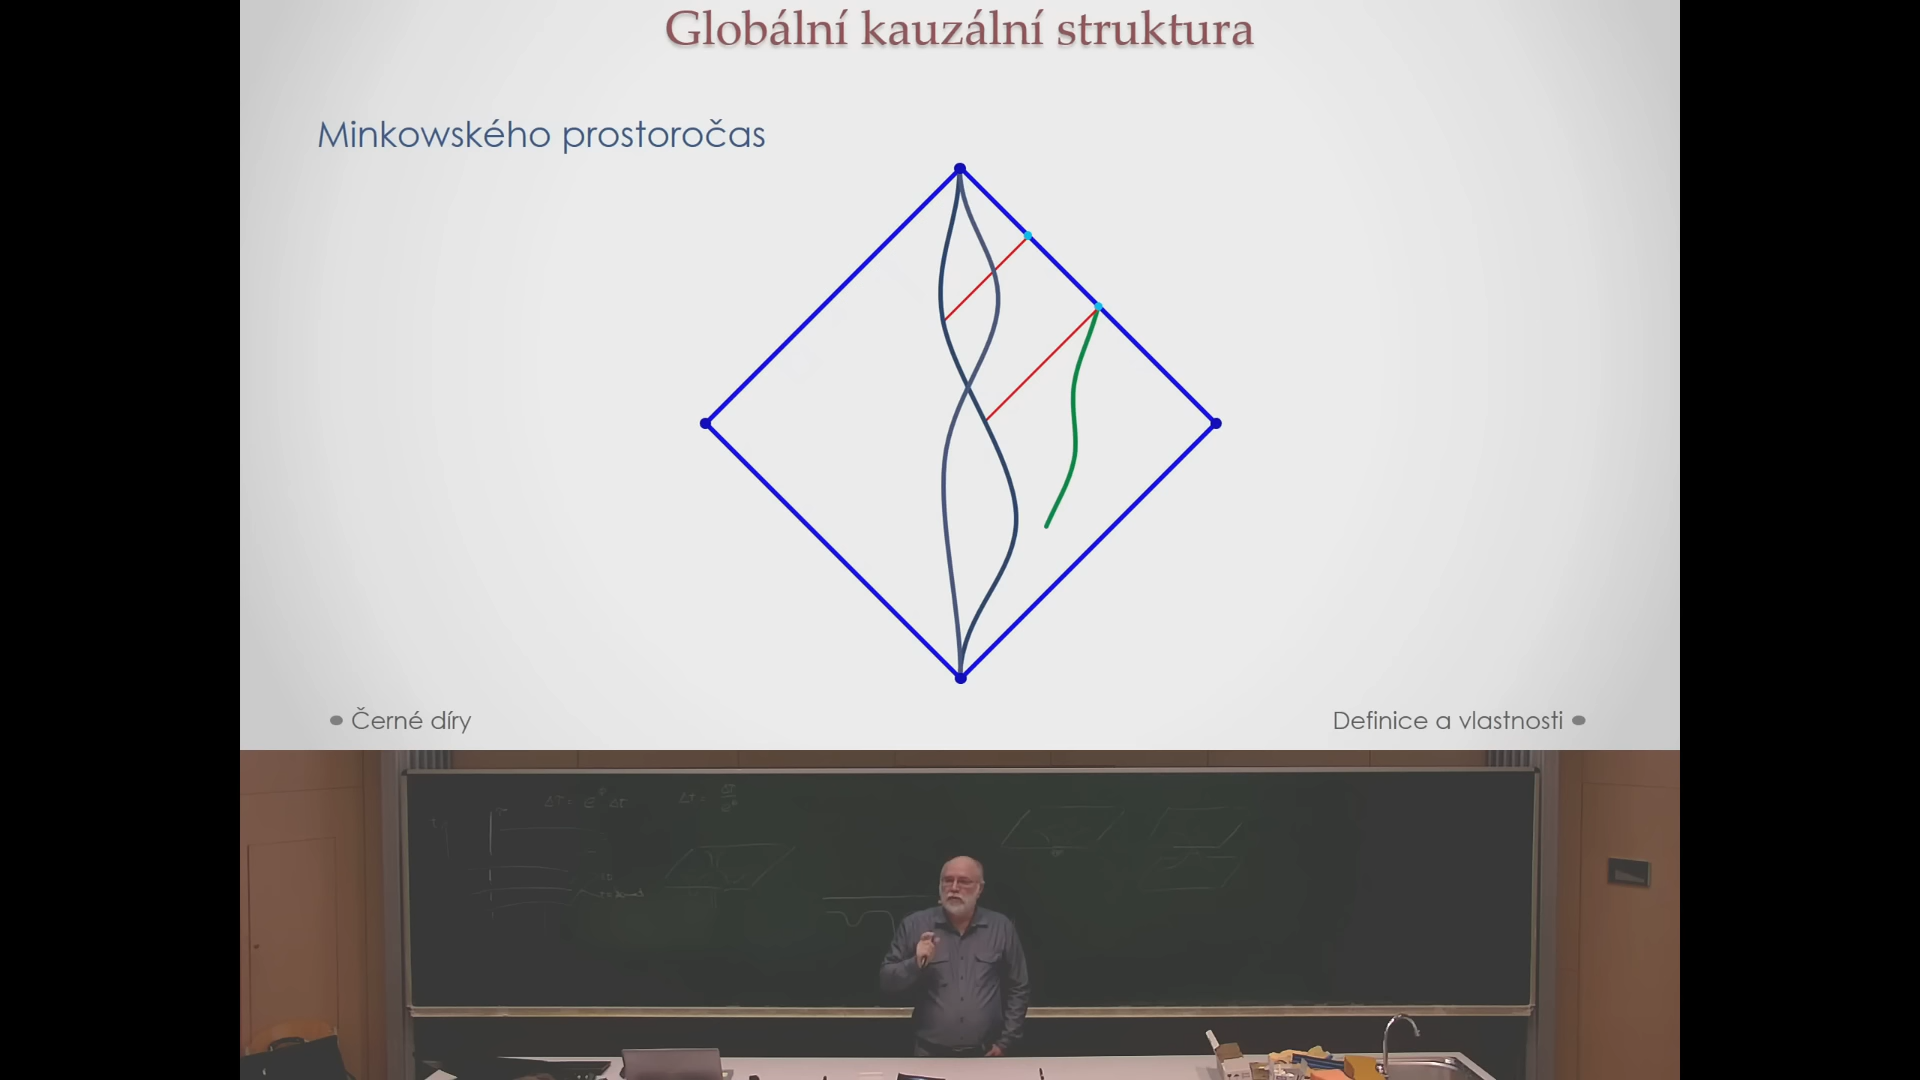 Globální kauzální struktura
Minkowského prostoročas
Černé díry
Definice a vlastnosti